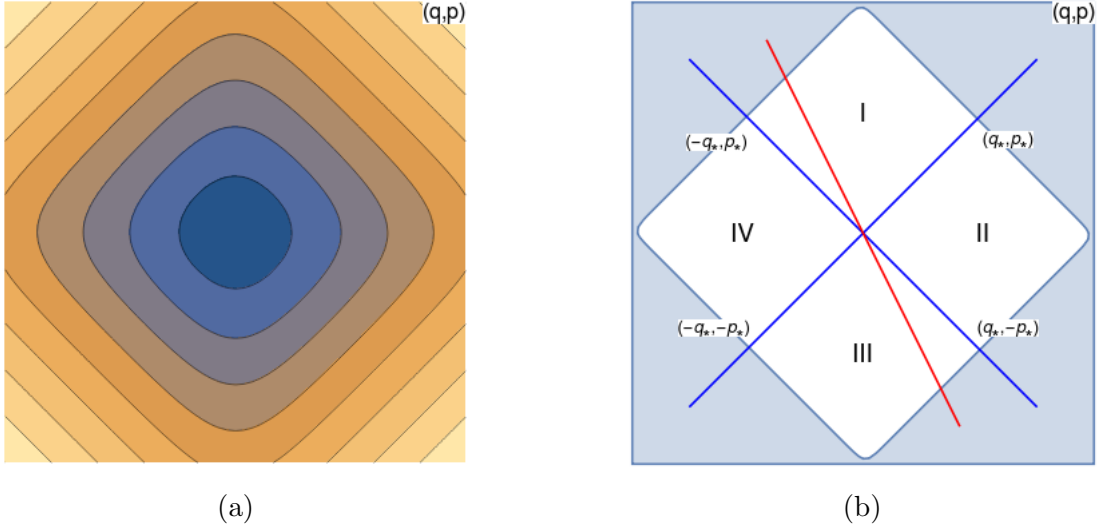 (q,p)
(a)
(q,p)
I
(-q⋆,p⋆)
(q⋆,p⋆)
IV
II
(-q⋆,-p⋆)
(q⋆,-p⋆)
III
(b)